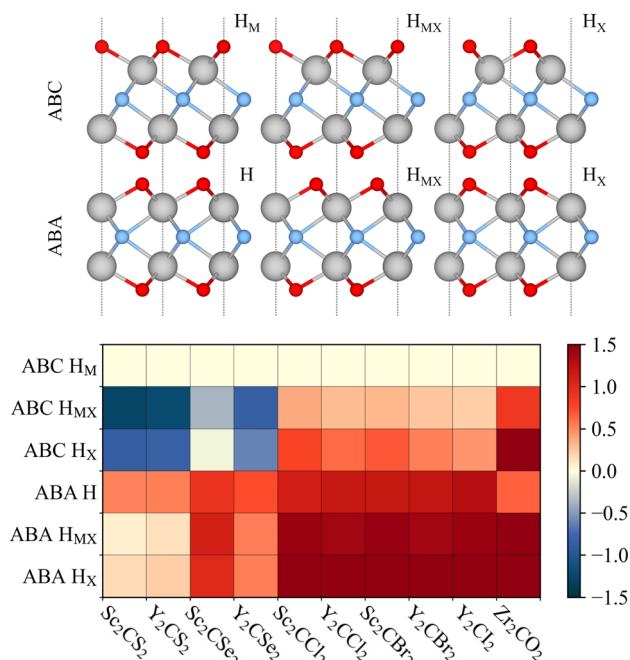 H_M H_MX H_X
ABC
H H_MX H_X
ABA
ABC H_M
ABC H_MX
ABC H_X
ABA H
ABA H_MX
ABA H_X
1.5
1.0
0.5
0.0
−0.5
−1.0
−1.5
Sc₂CS₂ Y₂CS₂ Sc₂CSe₂ Y₂CSe₂ Sc₂CCl₂ Y₂CCl₂ Sc₂CBr₂ Y₂CBr₂ Y₂Cl₂ Zr₂CO₂